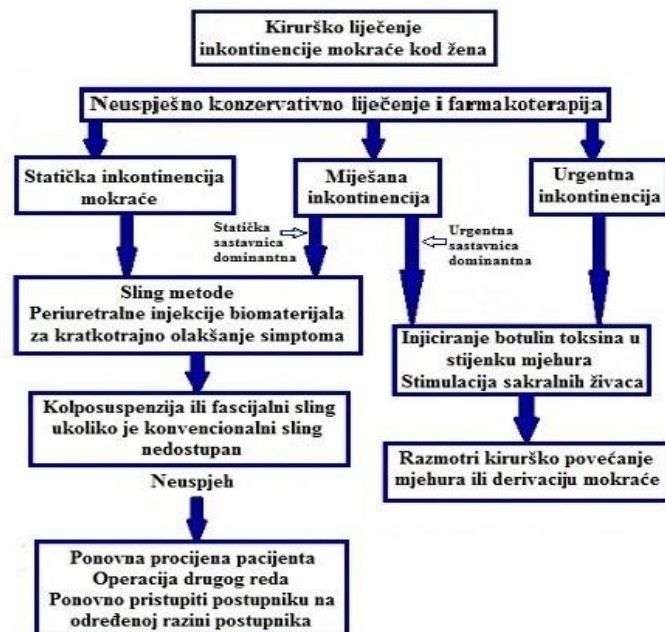 Kirurško liječenje
inkontinencije mokraće kod žena
Neuspješno konzervativno liječenje i farmakoterapija
Statička inkontinencija
mokraće
Miješana
inkontinencija
Urgentna
inkontinencija
Statička
sastavnica
dominantna
Urgentna
sastavnica
dominantna
Sling metode
Periuretralne injekcije biomaterijala
za kratkotrajno olakšanje simptoma
Injiciranje botulin toksina u
stijenku mjehura
Stimulacija sakralnih živaca
Kolposuspenzija ili fascijalni sling
ukoliko je konvencionalni sling
nedostupan
Razmotri kirurško povećanje
mjehura ili derivaciju mokraće
Neuspjeh
Ponovna procijena pacijenta
Operacija drugog reda
Ponovno pristupiti postupniku na
određenoj razini postupnika